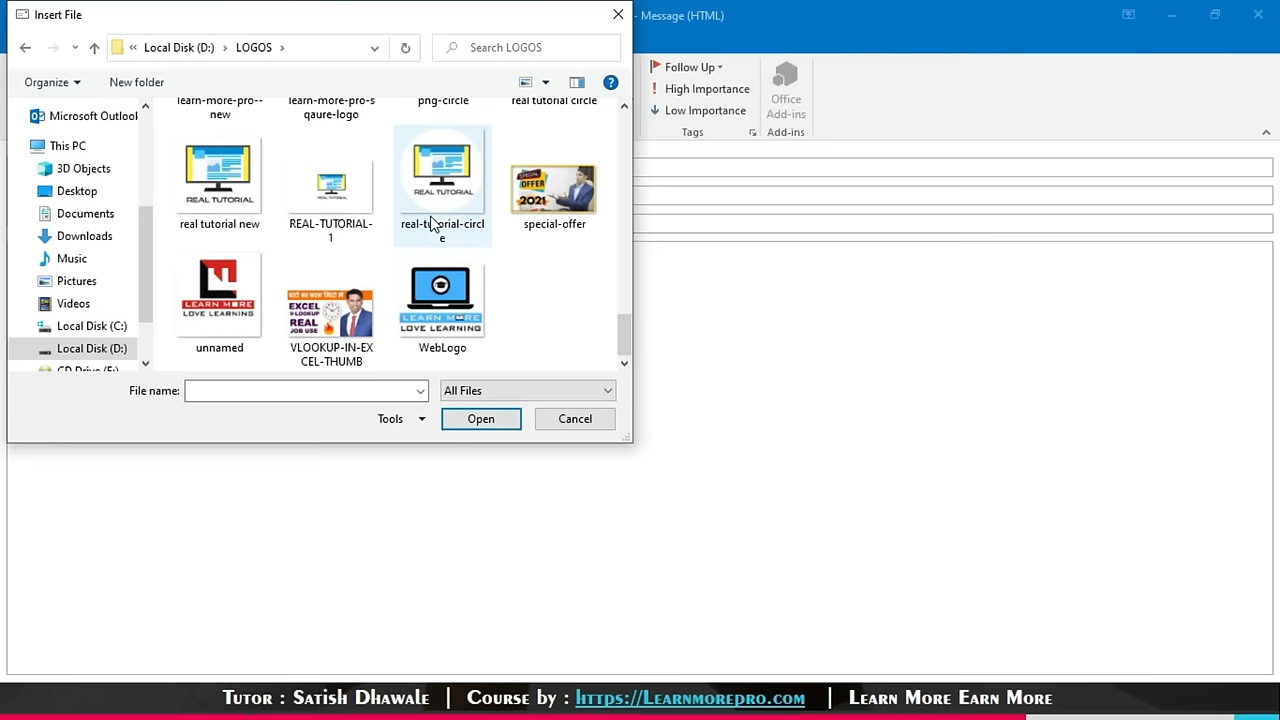 Insert File
- Message (HTML)
Local Disk (D:) > LOGOS >
Search LOGOS
Organize
New folder
Follow Up
High Importance
Low Importance
Tags
Office
Add-ins
Add-ins
Microsoft Outlook
This PC
3D Objects
Desktop
Documents
Downloads
Music
Pictures
Videos
Local Disk (C:)
Local Disk (D:)
learn-more-pro--
new
learn-more-pro-s
qaure-logo
png-circle
real tutorial circle
REAL TUTORIAL
real tutorial new
REAL TUTORIAL
REAL-TUTORIAL-
1
REAL TUTORIAL
real-tutorial-circl
e
SPECIAL
OFFER
2021
special-offer
LEARN MORE
LOVE LEARNING
unnamed
घंटो का काम मिंटो में
EXCEL
V-LOOKUP
REAL
JOB USE
VLOOKUP-IN-EX
CEL-THUMB
LEARN MORE
LOVE LEARNING
WebLogo
File name:
All Files
Tools
Open
Cancel
Tutor : Satish Dhawale | Course by : https://Learnmorepro.com | Learn More Earn More